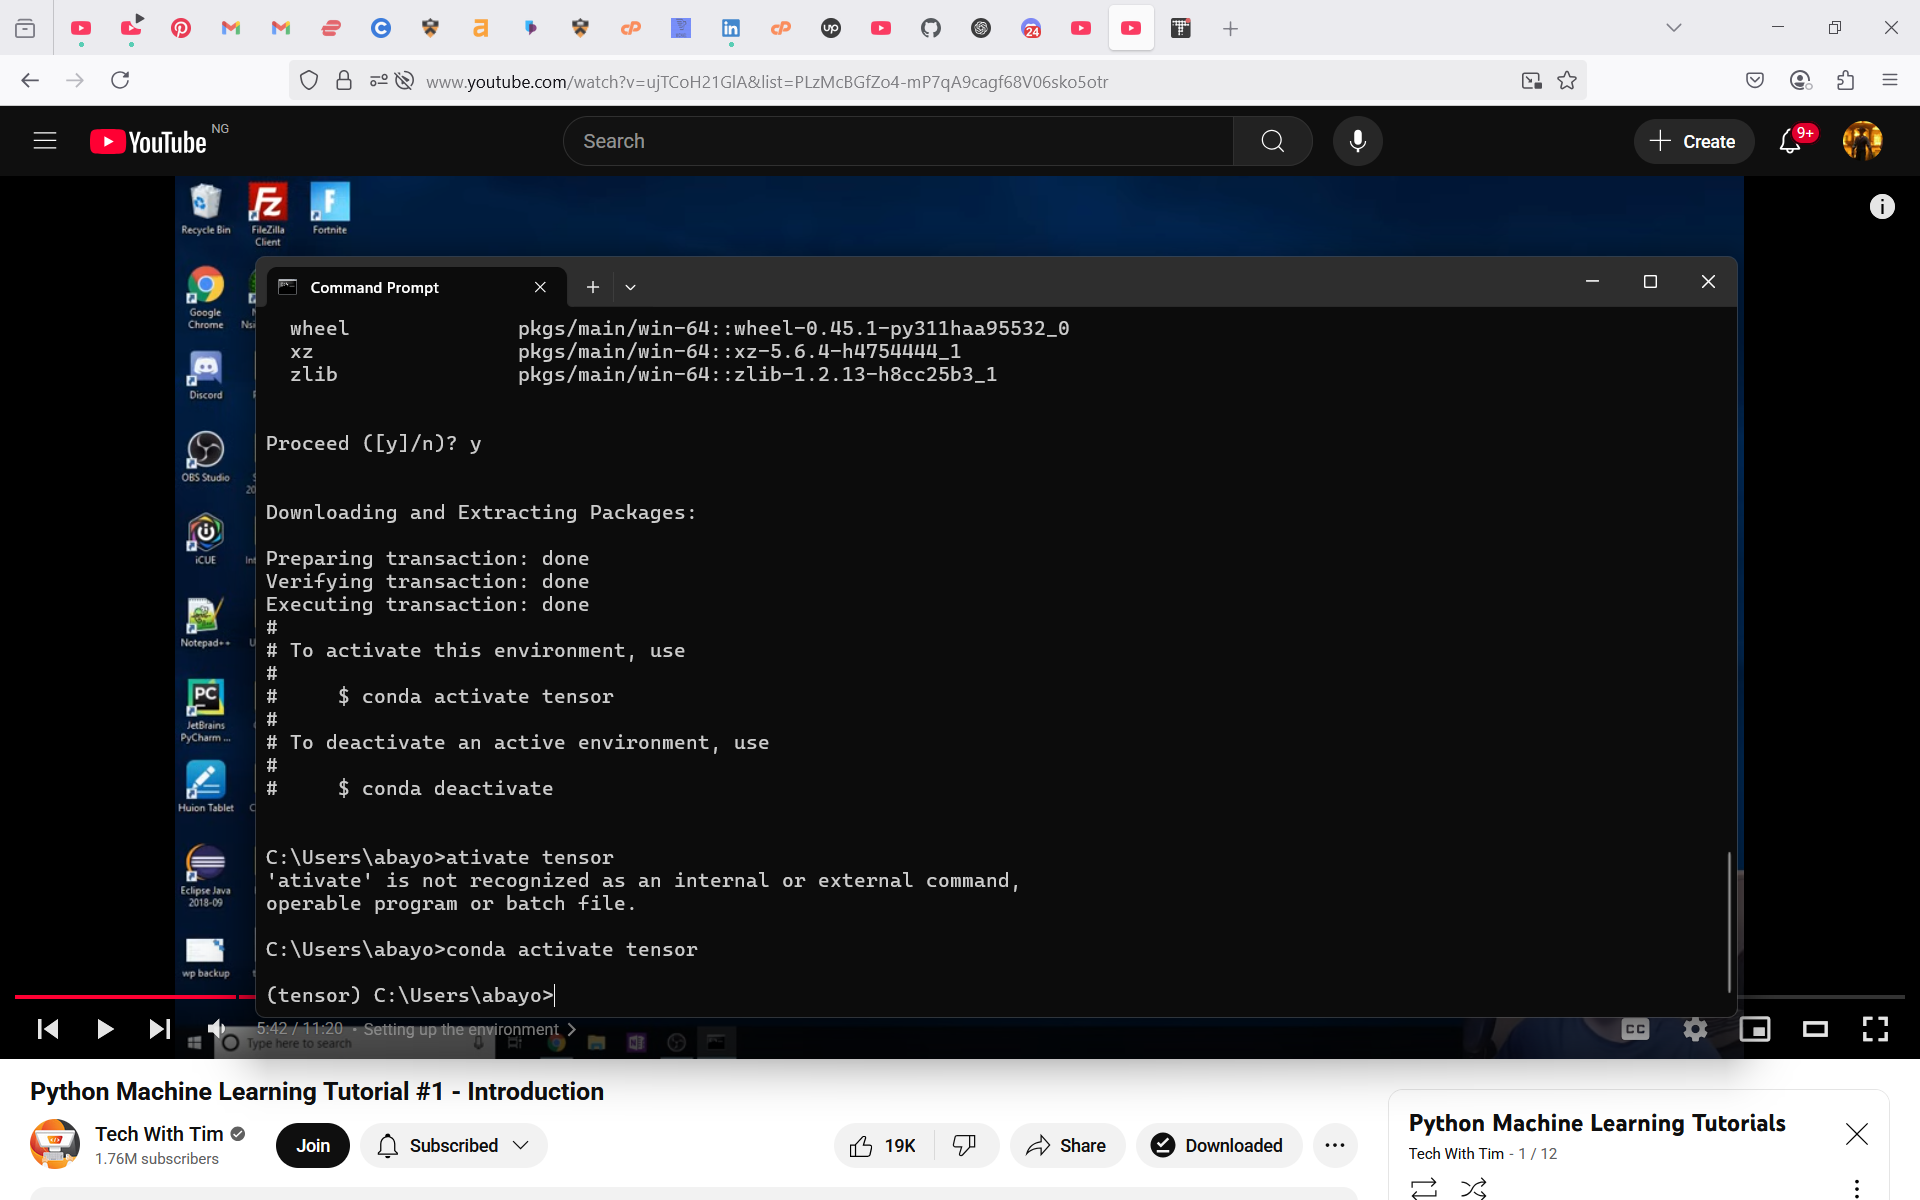 24
www.youtube.com/watch?v=ujTCoH21GlA&list=PLzMcBGfZo4-mP7qA9cagf68V06sko5otr
YouTube NG
Search
Create
9+
Recycle Bin
FileZilla Client
Fortnite
Google Chrome
Discord
OBS Studio
iCUE
Notepad++
JetBrains PyCharm ...
Huion Tablet
Eclipse Java 2018-09
wp backup
Command Prompt
wheel pkgs/main/win-64::wheel-0.45.1-py311haa95532_0
xz pkgs/main/win-64::xz-5.6.4-h4754444_1
zlib pkgs/main/win-64::zlib-1.2.13-h8cc25b3_1
Proceed ([y]/n)? y
Downloading and Extracting Packages:
Preparing transaction: done
Verifying transaction: done
Executing transaction: done
#
# To activate this environment, use
#
# $ conda activate tensor
#
# To deactivate an active environment, use
#
# $ conda deactivate
C:\Users\abayo>ativate tensor
'ativate' is not recognized as an internal or external command,
operable program or batch file.
C:\Users\abayo>conda activate tensor
(tensor) C:\Users\abayo>
5:42 / 11:20 · Setting up the environment
Type here to search
CC
Python Machine Learning Tutorial #1 - Introduction
Tech With Tim
1.76M subscribers
Join
Subscribed
19K
Share
Downloaded
Python Machine Learning Tutorials
Tech With Tim - 1 / 12